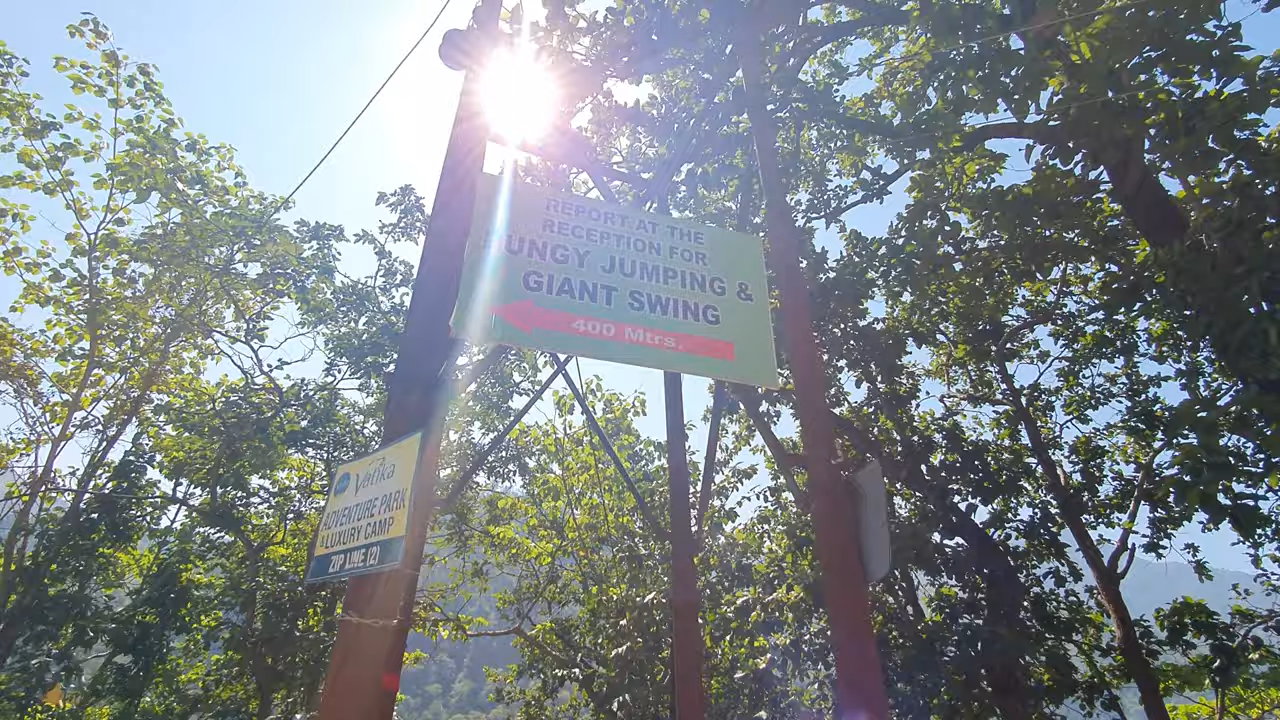 REPORT AT THE
RECEPTION FOR
UNGY JUMPING &
GIANT SWING
400 Mtrs.
Vatika
ADVENTURE PARK
& LUXURY CAMP
ZIP LINE (2)